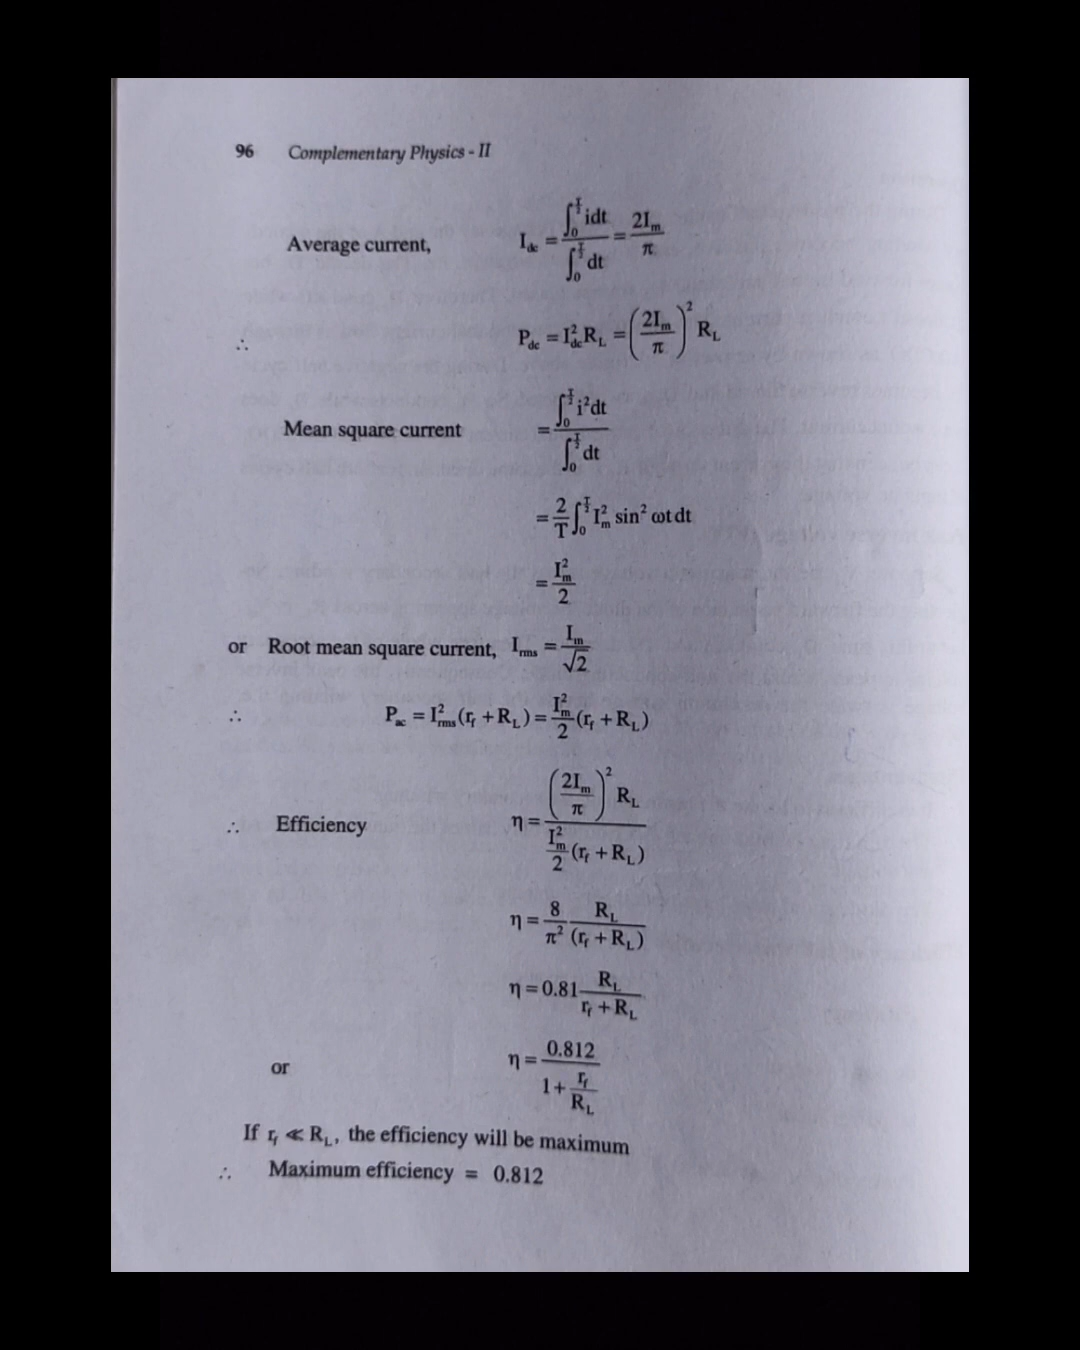 96 Complementary Physics - II
Average current, I_dc = ∫₀^(T/2) idt / ∫₀^(T/2) dt = 2I_m / π
∴ P_dc = I²_dc R_L = (2I_m / π)² R_L
Mean square current = ∫₀^(T/2) i²dt / ∫₀^(T/2) dt
= 2/T ∫₀^(T/2) I²_m sin² ωt dt
= I²_m / 2
or Root mean square current, I_rms = I_m / √2
∴ P_ac = I²_rms (r_f + R_L) = I²_m / 2 (r_f + R_L)
∴ Efficiency η = (2I_m / π)² R_L / I²_m / 2 (r_f + R_L)
η = 8 / π² R_L / (r_f + R_L)
η = 0.81 R_L / r_f + R_L
or η = 0.812 / 1 + r_f / R_L
If r_f ≪ R_L, the efficiency will be maximum
∴ Maximum efficiency = 0.812